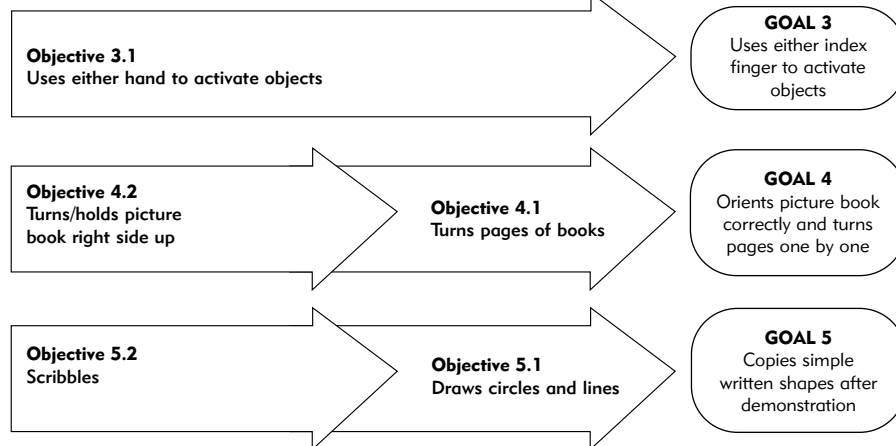 Objective 3.1
Uses either hand to activate objects
GOAL 3
Uses either index
finger to activate
objects
Objective 4.2
Turns/holds picture
book right side up
Objective 4.1
Turns pages of books
GOAL 4
Orients picture book
correctly and turns
pages one by one
Objective 5.2
Scribbles
Objective 5.1
Draws circles and lines
GOAL 5
Copies simple
written shapes after
demonstration